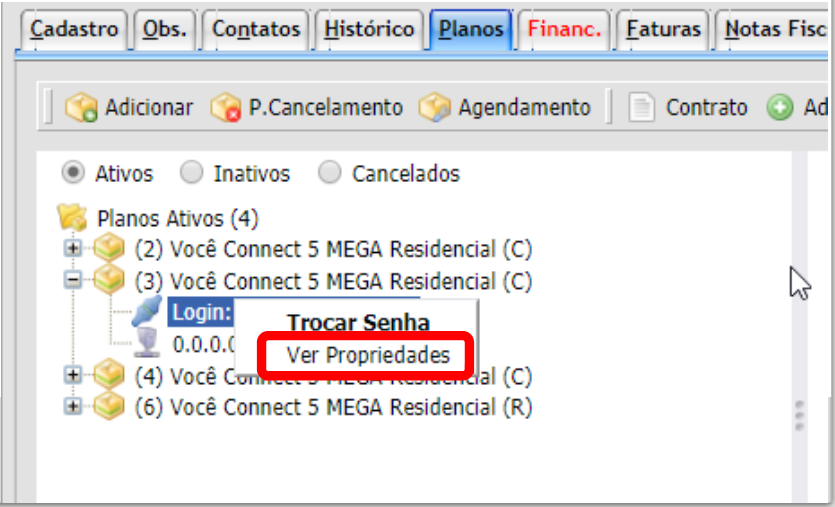 Cadastro Obs. Contatos Histórico Planos Financ. Faturas Notas Fisc
Adicionar P.Cancelamento Agendamento Contrato Ad
Ativos Inativos Cancelados
Planos Ativos (4)
(2) Você Connect 5 MEGA Residencial (C)
(3) Você Connect 5 MEGA Residencial (C)
Login:
Trocar Senha
0.0.0.0
Ver Propriedades
(4) Você Connect 5 MEGA Residencial (C)
(6) Você Connect 5 MEGA Residencial (R)